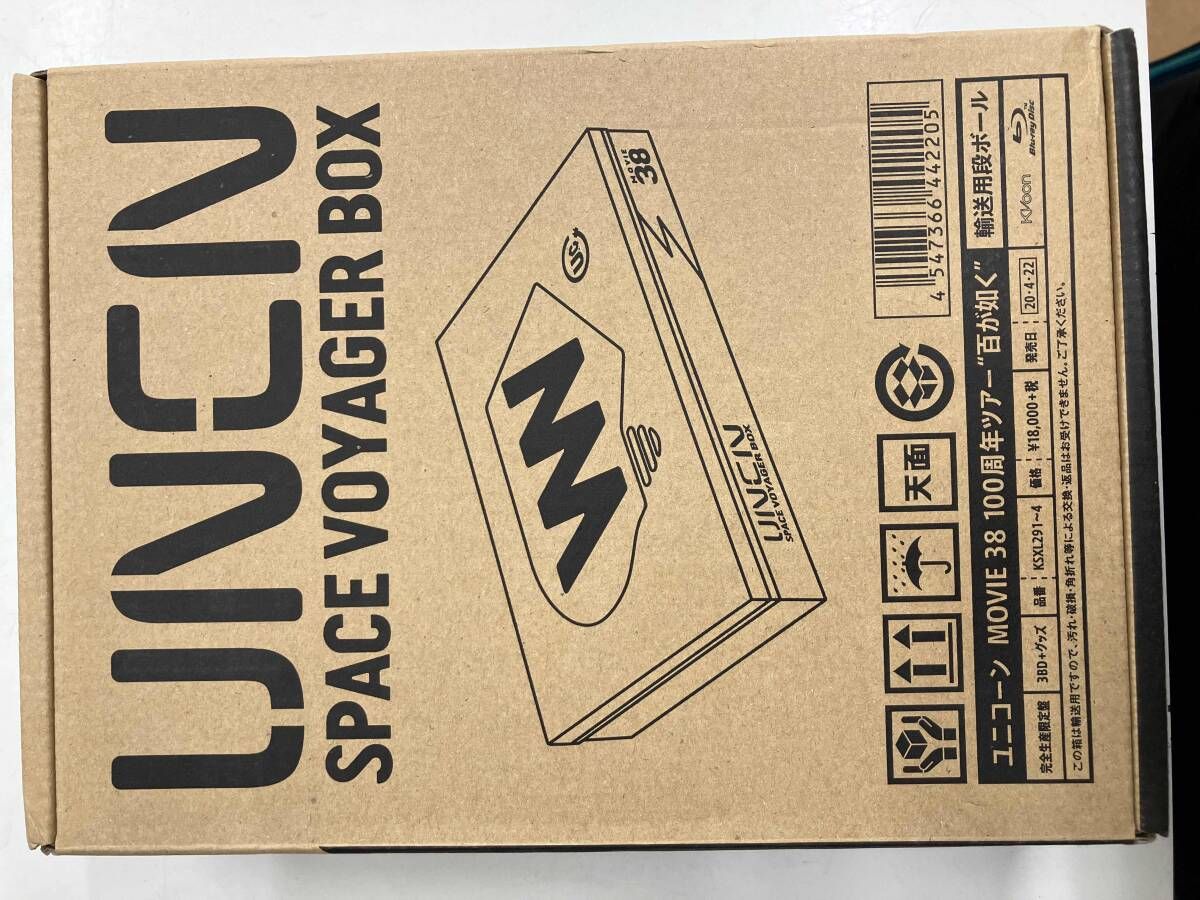 UNCN
SPACE VOYAGER BOX
MOVIE
38
UC
UNCN
SPACE VOYAGER BOX
天面
4 547366 442205
ユニコーン MOVIE 38 100周年ツアー“百が如く” 輸送用段ボール
完全生産限定盤 3BD+グッズ 品番 KSXL291~4 価格 ¥18,000+税 発売日 20・4・22 Ki/oon Blu-ray Disc™
この箱は輸送用ですので、汚れ・破損・角折れ等による交換・返品はお受けできません。ご了承ください。